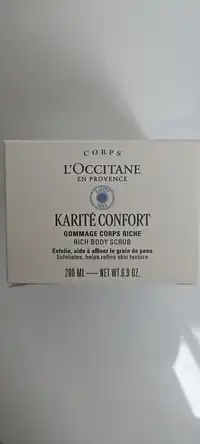 CORPS
L'OCCITANE
EN PROVENCE
KARITÉ CONFORT
GOMMAGE CORPS RICHE
RICH BODY SCRUB
Exfolie, aide à affiner le grain de peau
Exfoliates, helps refine skin texture
200 ML — NET WT. 6.9 OZ.